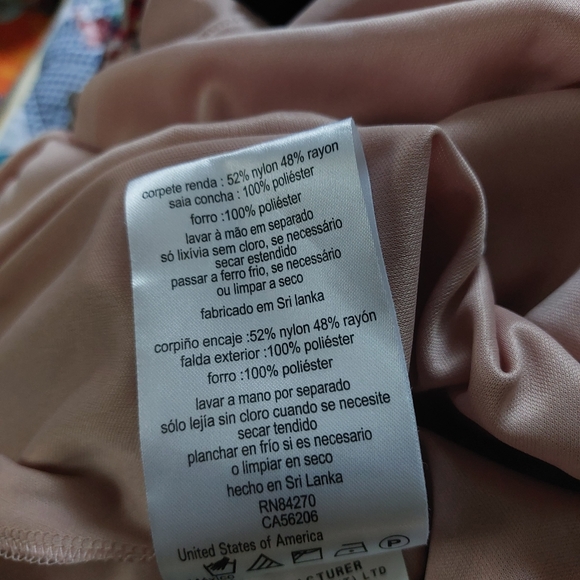 corpete renda : 52% nylon 48% rayon
saia concha : 100% poliéster
forro :100% poliéster
lavar à mão em separado
só lixivia sem cloro, se necessário
secar estendido
passar a ferro frio, se necessário
ou limpar a seco
fabricado em Sri lanka
corpiño encaje :52% nylon 48% rayón
falda exterior :100% poliéster
forro :100% poliéster
lavar a mano por separado
sólo lejía sin cloro cuando se necesite
secar tendido
planchar en frío si es necesario
o limpiar en seco
hecho en Sri Lanka
RN84270
CA56206
United States of America
LTD